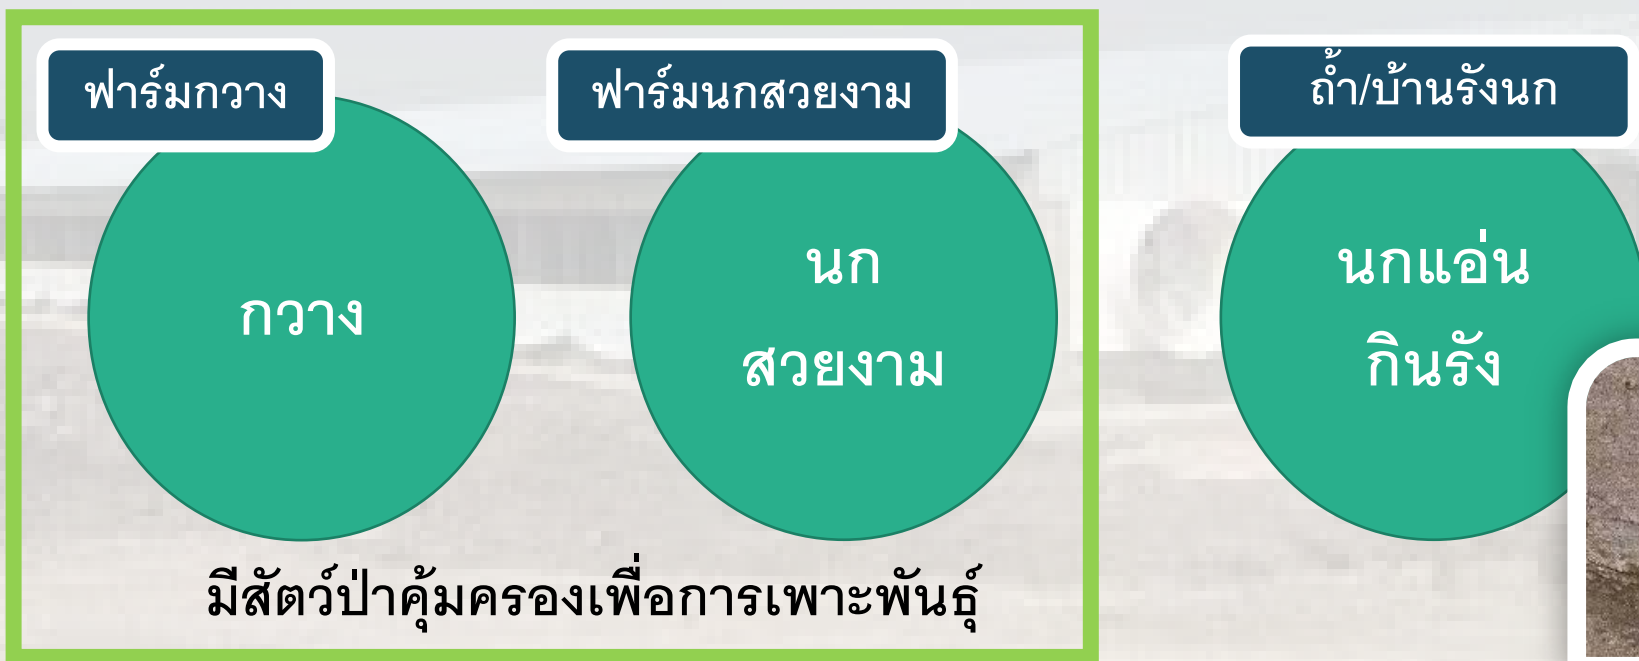 ฟาร์มกวาง
กวาง
ฟาร์มนกสวยงาม
นก
สวยงาม
มีสัตว์ป่าคุ้มครองเพื่อการเพาะพันธุ์
ถ้ำ/บ้านรังนก
นกแอ่น
กินรัง